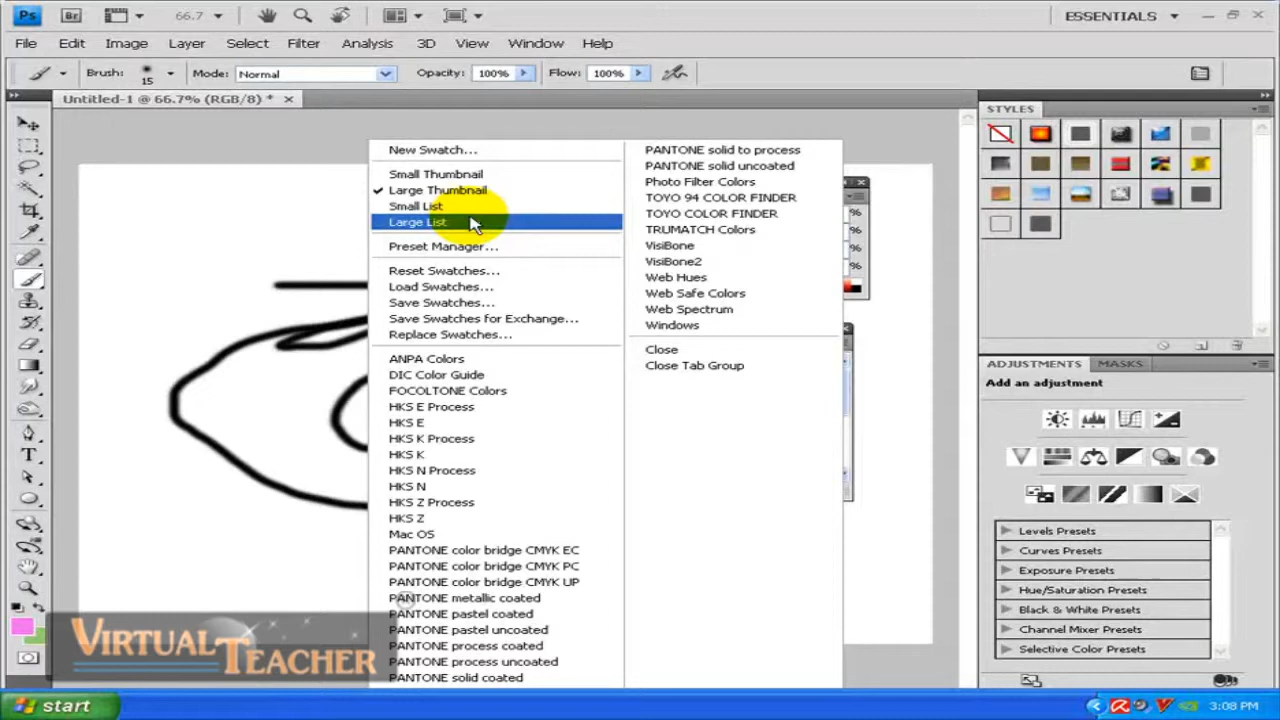 Ps Br 66.7 ESSENTIALS
File Edit Image Layer Select Filter Analysis 3D View Window Help
Brush: 15 Mode: Normal Opacity: 100% Flow: 100%
Untitled-1 @ 66.7% (RGB/8) *
New Swatch...
Small Thumbnail
Large Thumbnail
Small List
Large List
Preset Manager...
Reset Swatches...
Load Swatches...
Save Swatches...
Save Swatches for Exchange...
Replace Swatches...
ANPA Colors
DIC Color Guide
FOCOLTONE Colors
HKS E Process
HKS E
HKS K Process
HKS K
HKS N Process
HKS N
HKS Z Process
HKS Z
Mac OS
PANTONE color bridge CMYK EC
PANTONE color bridge CMYK PC
PANTONE color bridge CMYK UP
PANTONE metallic coated
PANTONE pastel coated
PANTONE pastel uncoated
PANTONE process coated
PANTONE process uncoated
PANTONE solid coated
PANTONE solid to process
PANTONE solid uncoated
Photo Filter Colors
TOYO 94 COLOR FINDER
TOYO COLOR FINDER
TRUMATCH Colors
VisiBone
VisiBone2
Web Hues
Web Safe Colors
Web Spectrum
Windows
Close
Close Tab Group
%
%
%
%
STYLES
ADJUSTMENTS MASKS
Add an adjustment
Levels Presets
Curves Presets
Exposure Presets
Hue/Saturation Presets
Black & White Presets
Channel Mixer Presets
Selective Color Presets
VIRTUAL TEACHER
start
3:08 PM